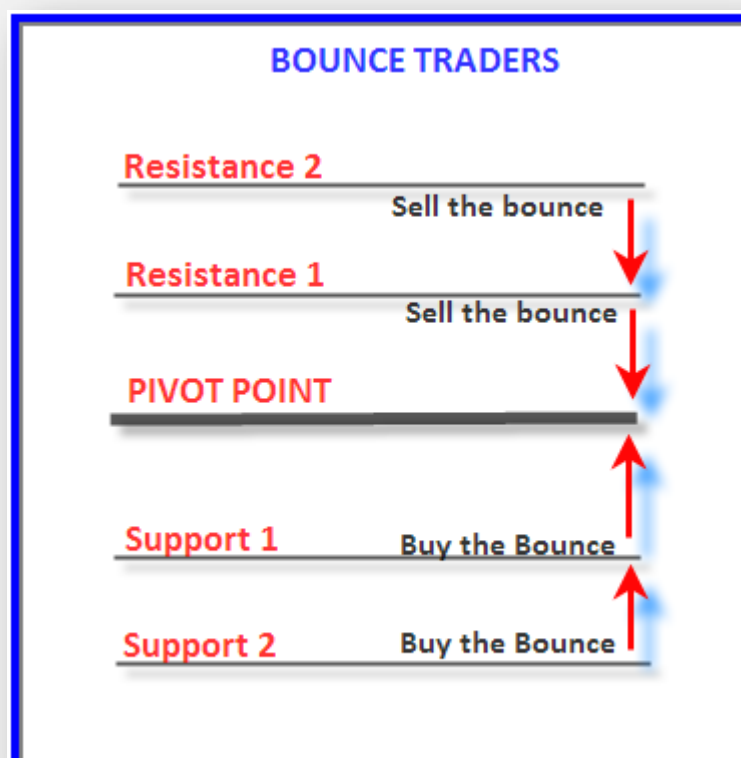 BOUNCE TRADERS
Resistance 2
Sell the bounce
Resistance 1
Sell the bounce
PIVOT POINT
Support 1
Buy the Bounce
Support 2
Buy the Bounce